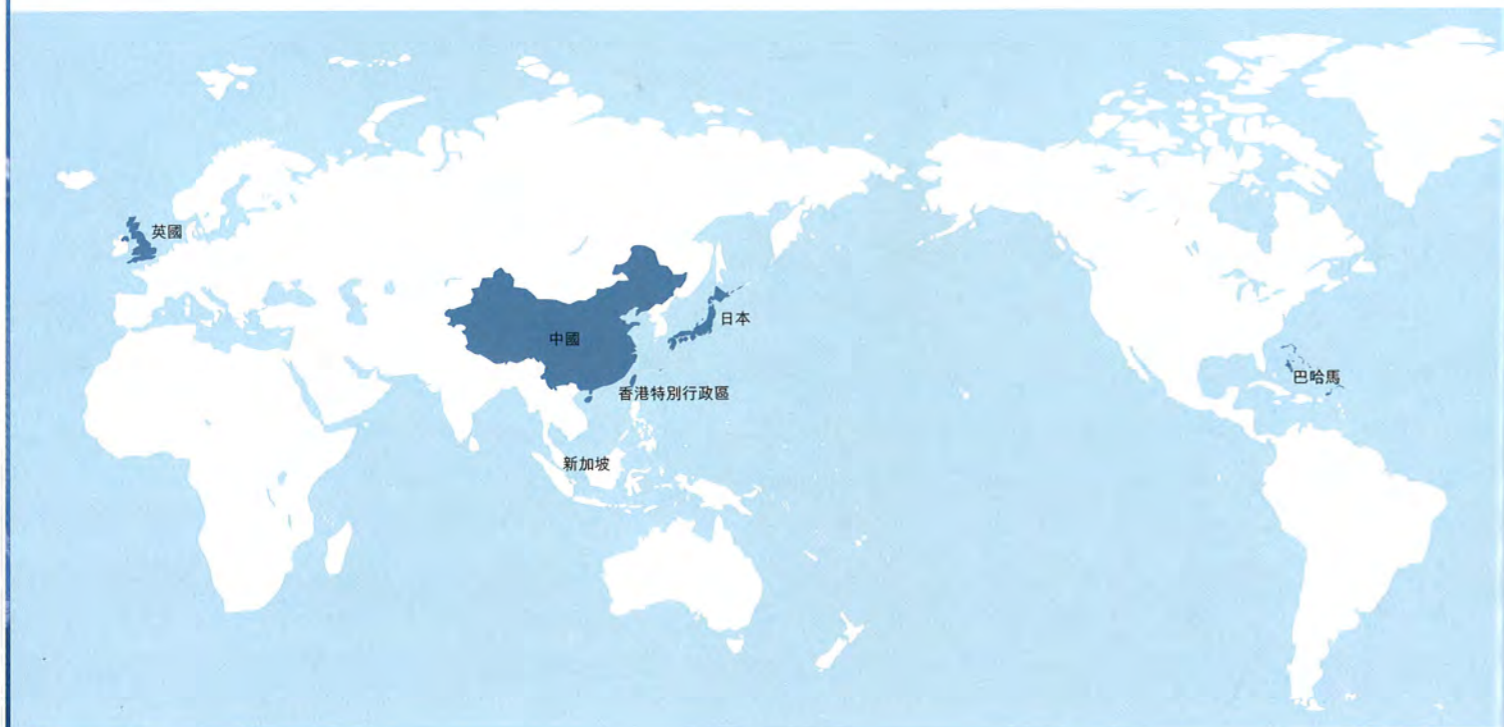 英國
中國
日本
香港特別行政區
新加坡
巴哈馬